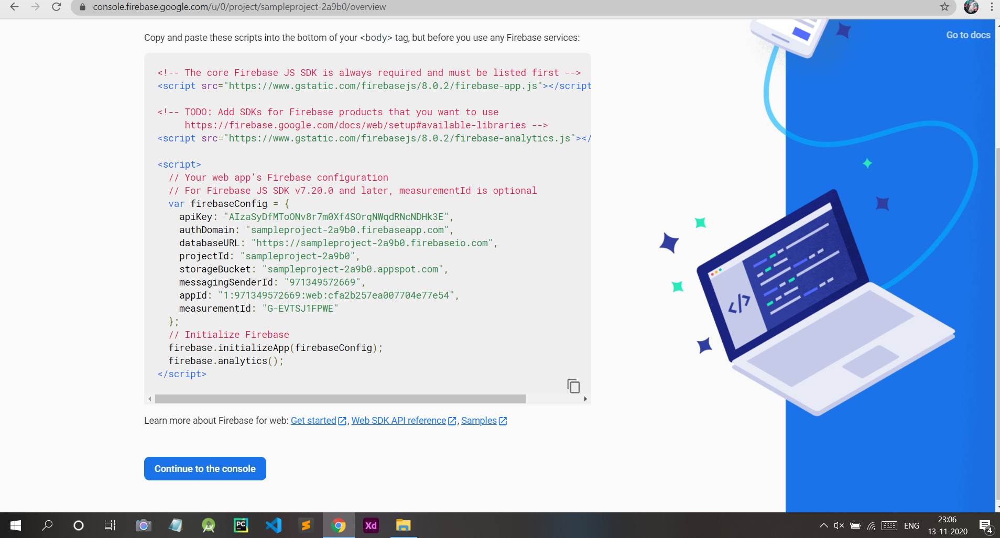 console.firebase.google.com/u/0/project/sampleproject-2a9b0/overview
Go to docs
Copy and paste these scripts into the bottom of your <body> tag, but before you use any Firebase services:
<!-- The core Firebase JS SDK is always required and must be listed first -->
<script src="https://www.gstatic.com/firebasejs/8.0.2/firebase-app.js"></script
<!-- TODO: Add SDKs for Firebase products that you want to use
https://firebase.google.com/docs/web/setup#available-libraries -->
<script src="https://www.gstatic.com/firebasejs/8.0.2/firebase-analytics.js"></
<script>
// Your web app's Firebase configuration
// For Firebase JS SDK v7.20.0 and later, measurementId is optional
var firebaseConfig = {
apiKey: "AIzaSyDfMToONv8r7m0Xf4SOrqNWqdRNcNDHk3E",
authDomain: "sampleproject-2a9b0.firebaseapp.com",
databaseURL: "https://sampleproject-2a9b0.firebaseio.com",
projectId: "sampleproject-2a9b0",
storageBucket: "sampleproject-2a9b0.appspot.com",
messagingSenderId: "971349572669",
appId: "1:971349572669:web:cfa2b257ea007704e77e54",
measurementId: "G-EVTSJ1FPWE"
};
// Initialize Firebase
firebase.initializeApp(firebaseConfig);
firebase.analytics();
</script>
Learn more about Firebase for web: Get started, Web SDK API reference, Samples
Continue to the console
</>
PC
Xd
ENG
23:06
13-11-2020
4